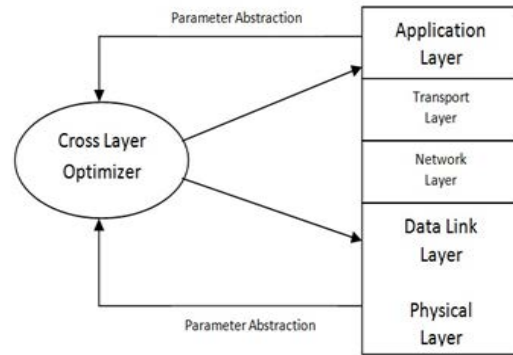 Parameter Abstraction
Application
Layer
Transport
Layer
Network
Layer
Cross Layer
Optimizer
Data Link
Layer
Physical
Layer
Parameter Abstraction